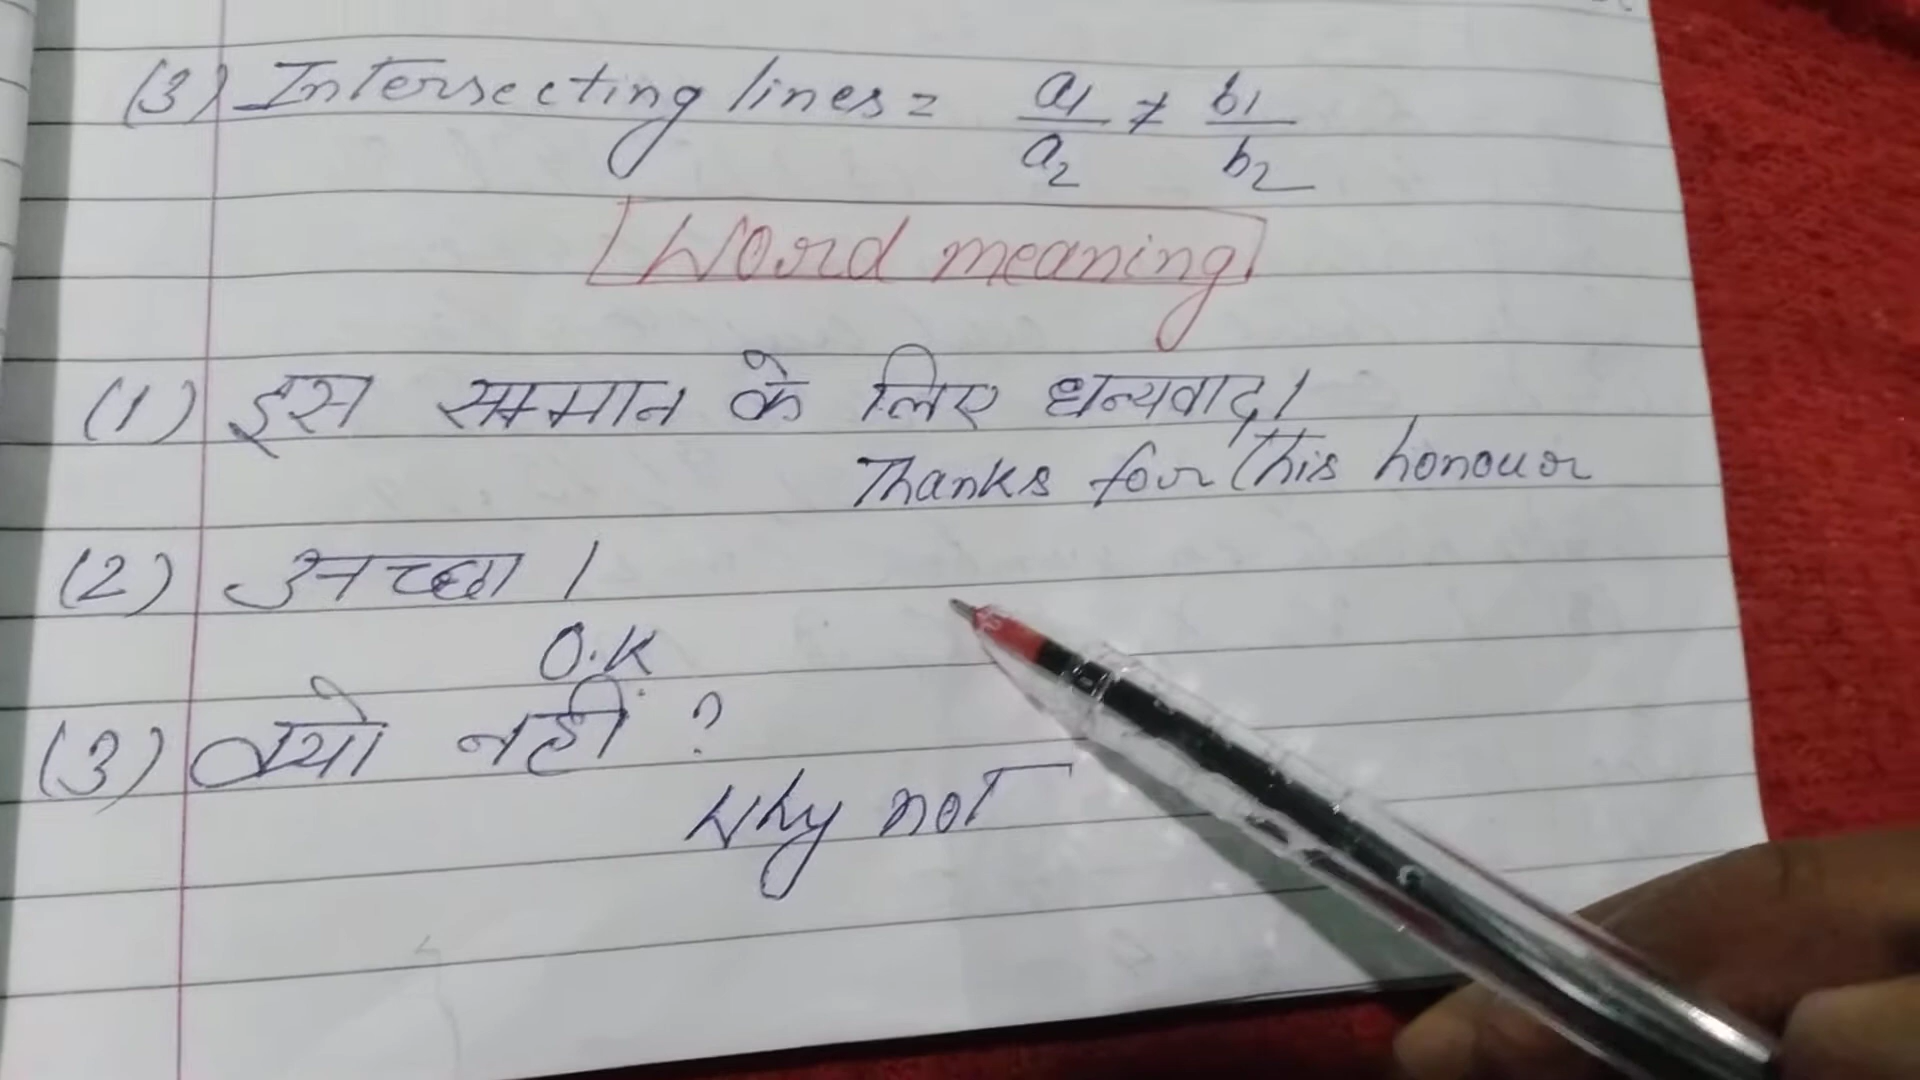 (3) Intersecting lines = a1/a2 ≠ b1/b2
Word meaning
(1) इस सम्मान के लिए धन्यवाद।
Thanks for this honour
(2) अच्छा।
O.K
(3) क्यो नहीं ?
Why not